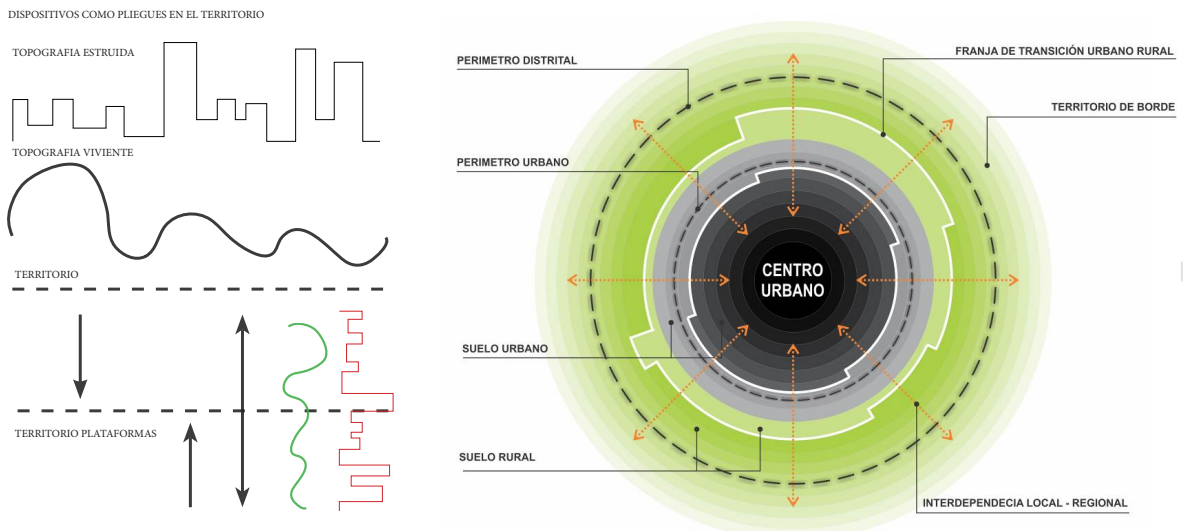 DISPOSITIVOS COMO PLIEGUES EN EL TERRITORIO
TOPOGRAFIA ESTRUIDA
TOPOGRAFIA VIVIENTE
TERRITORIO
TERRITORIO PLATAFORMAS
PERIMETRO DISTRITAL
FRANJA DE TRANSICIÓN URBANO RURAL
TERRITORIO DE BORDE
PERIMETRO URBANO
CENTRO
URBANO
SUELO URBANO
SUELO RURAL
INTERDEPENDECIA LOCAL - REGIONAL